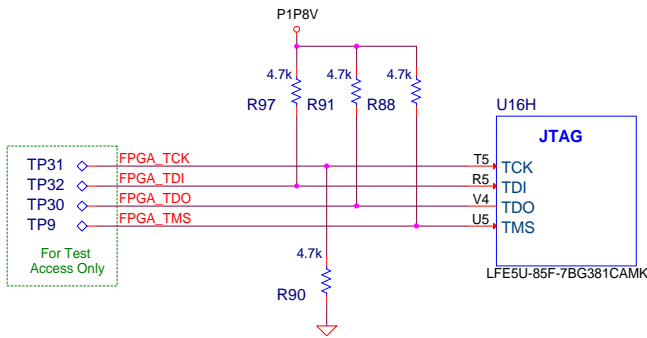 P1P8V
4.7k 4.7k 4.7k
R97 R91 R88
U16H
JTAG
TP31 FPGA_TCK T5 TCK
TP32 FPGA_TDI R5 TDI
TP30 FPGA_TDO V4 TDO
TP9 FPGA_TMS U5 TMS
For Test
Access Only
4.7k
R90
LFE5U-85F-7BG381CAMK